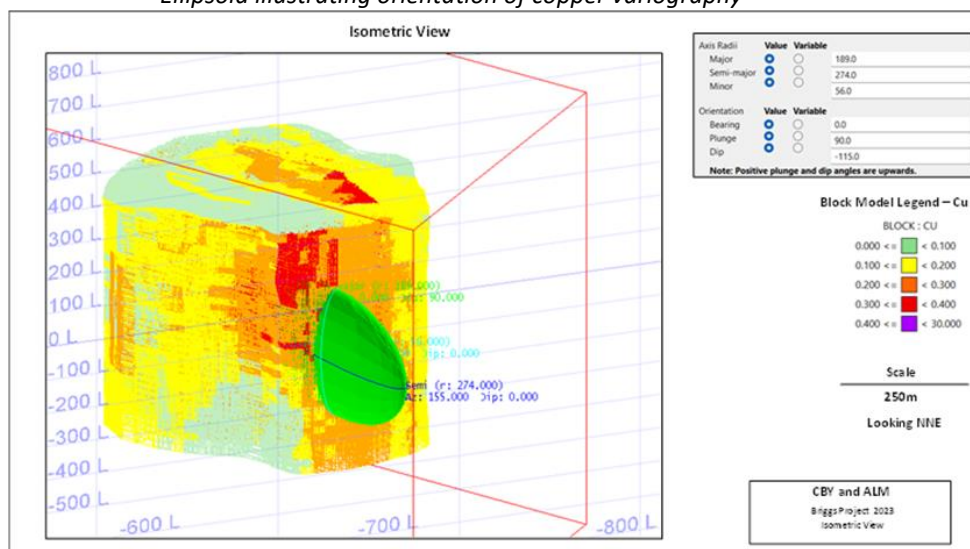 Ellipsoid illustrating orientation of copper variography
Isometric View
800 L
700 L
600 L
500 L
400 L
300 L
200 L
100 L
0 L
-100 L
-200 L
-300 L
-400 L
-500 L
-600 L
-700 L
-800 L
90.000
Dip: 0.000
Semi (r: 274.000)
Az: 155.000 Dip: 0.000
Axis Radii Value Variable
Major 189.0
Semi-major 274.0
Minor 56.0
Orientation Value Variable
Bearing 0.0
Plunge 90.0
Dip -115.0
Note: Positive plunge and dip angles are upwards.
Block Model Legend – Cu
BLOCK : CU
0.000 <= < 0.100
0.100 <= < 0.200
0.200 <= < 0.300
0.300 <= < 0.400
0.400 <= < 30.000
Scale
250m
Looking NNE
CBY and ALM
Briggs Project 2023
Isometric View